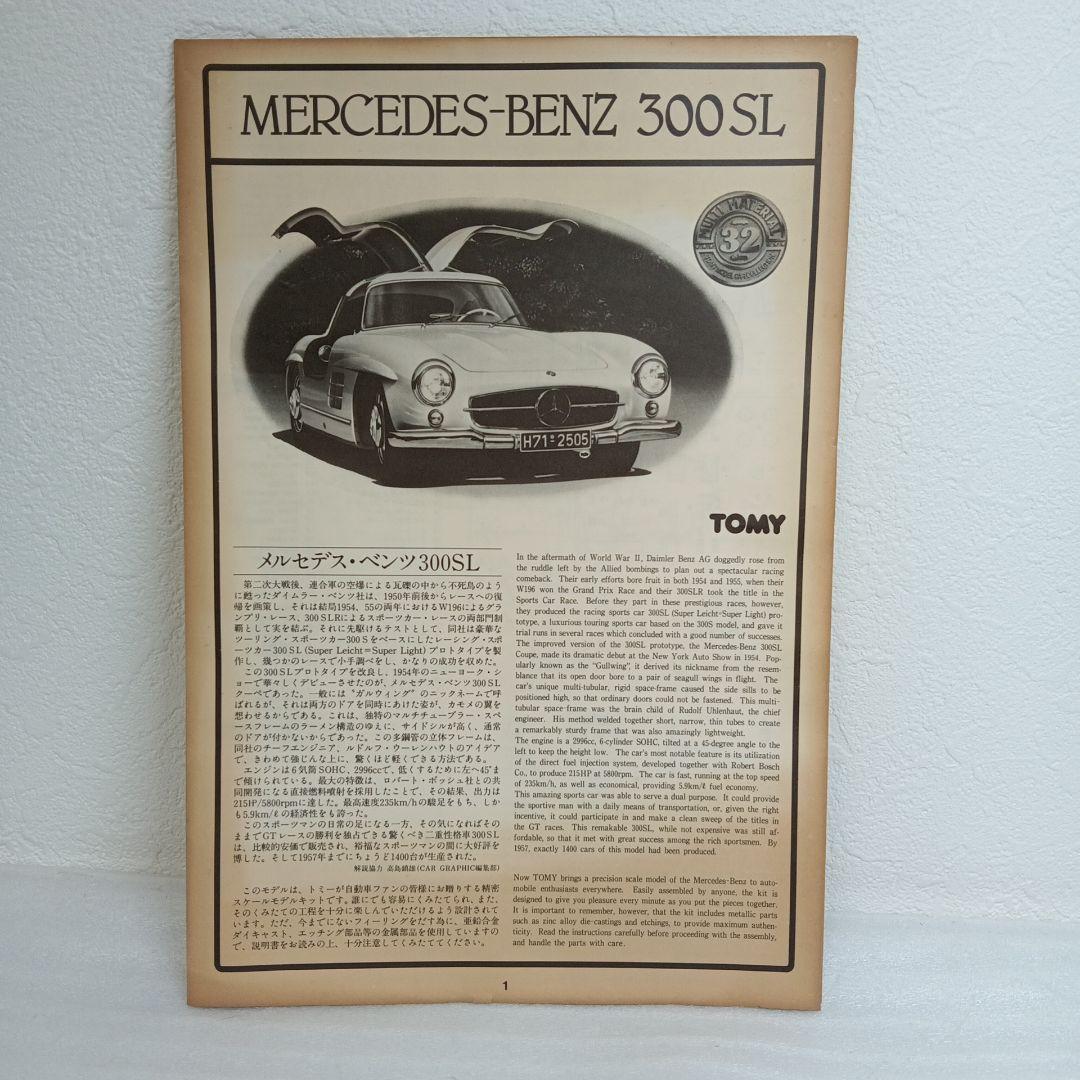 MERCEDES-BENZ 300 SL
MULTI MATERIAL
32
H71 2505
TOMY
メルセデス・ベンツ300SL
第二次大戦後、連合軍の空爆による瓦礫の中から不死鳥のよう
に甦ったダイムラー・ベンツ社は、1950年前後からレースへの復
帰を画策し、それは結局1954、55の両年におけるW196によるグラ
ンプリ・レース、300SLRによるスポーツカー・レースの両部門制
覇として実を結ぶ。それに先駆けるテストとして、同社は豪華な
ツーリング・スポーツカー300Sをベースにしたレーシング・スポ
ーツカー300SL(Super Leicht=Super Light)プロトタイプを製
作し、幾つかのレースで小手調べをし、かなりの成功を収めた。
この300SLプロトタイプを改良し、1954年のニューヨーク・シ
ョーで華々しくデビューさせたのが、メルセデス・ベンツ300SL
クーペであった。一般には"ガルウィング"のニックネームで呼
ばれるが、それは両方のドアを同時にあけた姿が、カモメの翼を
想わせるからである。これは、独特のマルチチューブラー・スペ
ースフレームのラーメン構造のゆえに、サイドシルが高く、通常
のドアが付かないからであった。この多鋼管の立体フレームは、
同社のチーフエンジニア、ルドルフ・ウーレンハウトのアイデア
で、きわめて強じんな上に、驚くほど軽くできる方法である。
エンジンは6気筒SOHC、2996ccで、低くするために左へ45°ま
で傾けられている。最大の特徴は、ロバート・ボッシュ社との共
同開発になる直接燃料噴射を採用したことで、その結果、出力は
215HP/5800rpmに達した。最高速度235km/hの駿足をもち、しか
も5.9km/ℓの経済性をも誇った。
このスポーツマンの日常の足になる一方、その気になればその
ままでGTレースの勝利を独占できる驚くべき二重性格車300SL
は、比較的安価で販売され、裕福なスポーツマンの間に大好評を
博した。そして1957年までにちょうど1400台が生産された。
解説協力 高島鎮雄(CAR GRAPHIC編集部)
このモデルは、トミーが自動車ファンの皆様にお贈りする精密
スケールモデルキットです。誰にでも容易にくみたてられ、また、
そのくみたての工程を十分に楽しんでいただけるよう設計されて
います。ただ、今までにないフィーリングをだす為に、亜鉛合金
ダイキャスト、エッチング部品等の金属部品を使用していますの
で、説明書をお読みの上、十分注意してくみたててください。
In the aftermath of World War II, Daimler Benz AG doggedly rose from
the ruddle left by the Allied bombings to plan out a spectacular racing
comeback. Their early efforts bore fruit in both 1954 and 1955, when their
W196 won the Grand Prix Race and their 300SLR took the title in the
Sports Car Race. Before they part in these prestigious races, however,
they produced the racing sports car 300SL (Super Leicht=Super Light) pro-
totype, a luxurious touring sports car based on the 300S model, and gave it
trial runs in several races which concluded with a good number of successes.
The improved version of the 300SL prototype, the Mercedes-Benz 300SL
Coupe, made its dramatic debut at the New York Auto Show in 1954. Pop-
ularly known as the "Gullwing", it derived its nickname from the resem-
blance that its open door bore to a pair of seagull wings in flight. The
car's unique multi-tubular, rigid space-frame caused the side sills to be
positioned high, so that ordinary doors could not be fastened. This multi-
tubular space-frame was the brain child of Rudolf Uhlenhaut, the chief
engineer. His method welded together short, narrow, thin tubes to create
a remarkably sturdy frame that was also amazingly lightweight.
The engine is a 2996cc, 6-cylinder SOHC, tilted at a 45-degree angle to the
left to keep the height low. The car's most notable feature is its utilization
of the direct fuel injection system, developed together with Robert Bosch
Co., to produce 215HP at 5800rpm. The car is fast, running at the top speed
of 235km/h, as well as economical, providing 5.9km/ℓ fuel economy.
This amazing sports car was able to serve a dual purpose. It could provide
the sportive man with a daily means of transportation, or, given the right
incentive, it could participate in and make a clean sweep of the titles in
the GT races. This remakable 300SL, while not expensive was still af-
fordable, so that it met with great success among the rich sportsmen. By
1957, exactly 1400 cars of this model had been produced.
Now TOMY brings a precision scale model of the Mercedes-Benz to auto-
mobile enthusiasts everywhere. Easily assembled by anyone, the kit is
designed to give you pleasure every minute as you put the pieces together.
It is important to remember, however, that the kit includes metallic parts
such as zinc alloy die-castings and etchings, to provide maximum authen-
ticity. Read the instructions carefully before proceeding with the assembly,
and handle the parts with care.
1